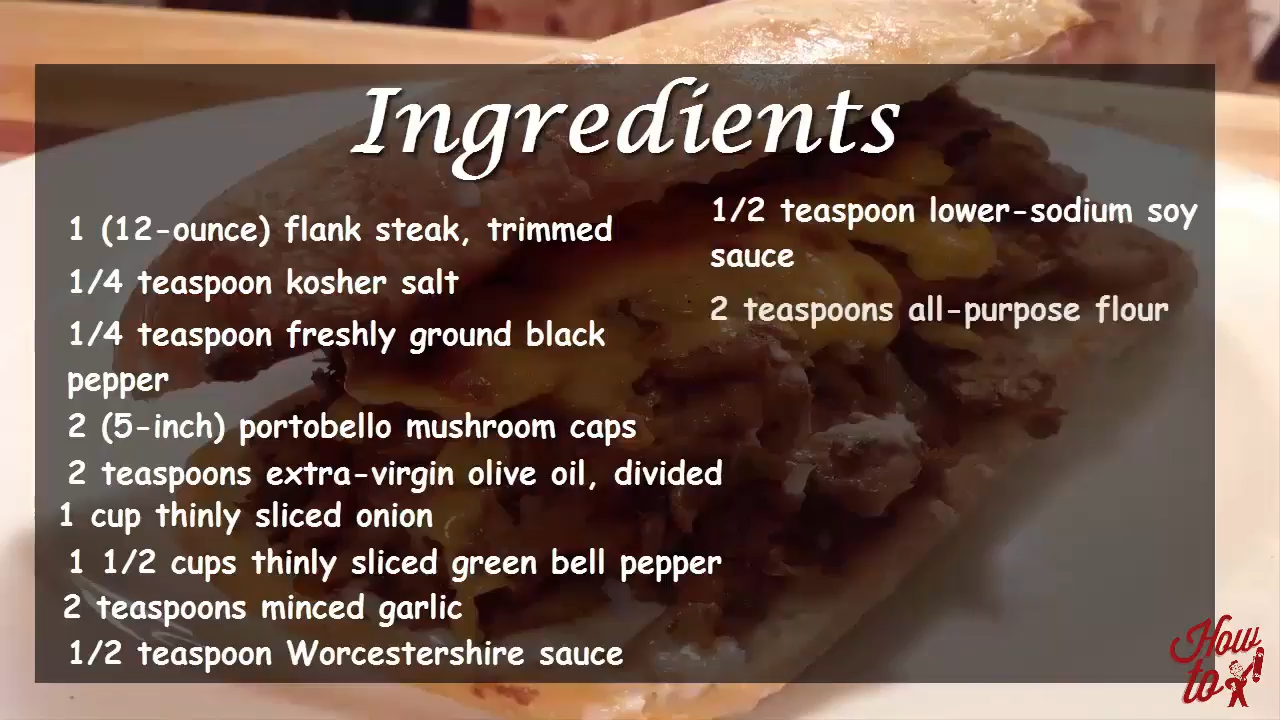 Ingredients
1 (12-ounce) flank steak, trimmed
1/4 teaspoon kosher salt
1/4 teaspoon freshly ground black
pepper
2 (5-inch) portobello mushroom caps
2 teaspoons extra-virgin olive oil, divided
1 cup thinly sliced onion
1 1/2 cups thinly sliced green bell pepper
2 teaspoons minced garlic
1/2 teaspoon Worcestershire sauce
1/2 teaspoon lower-sodium soy
sauce
2 teaspoons all-purpose flour
How
to